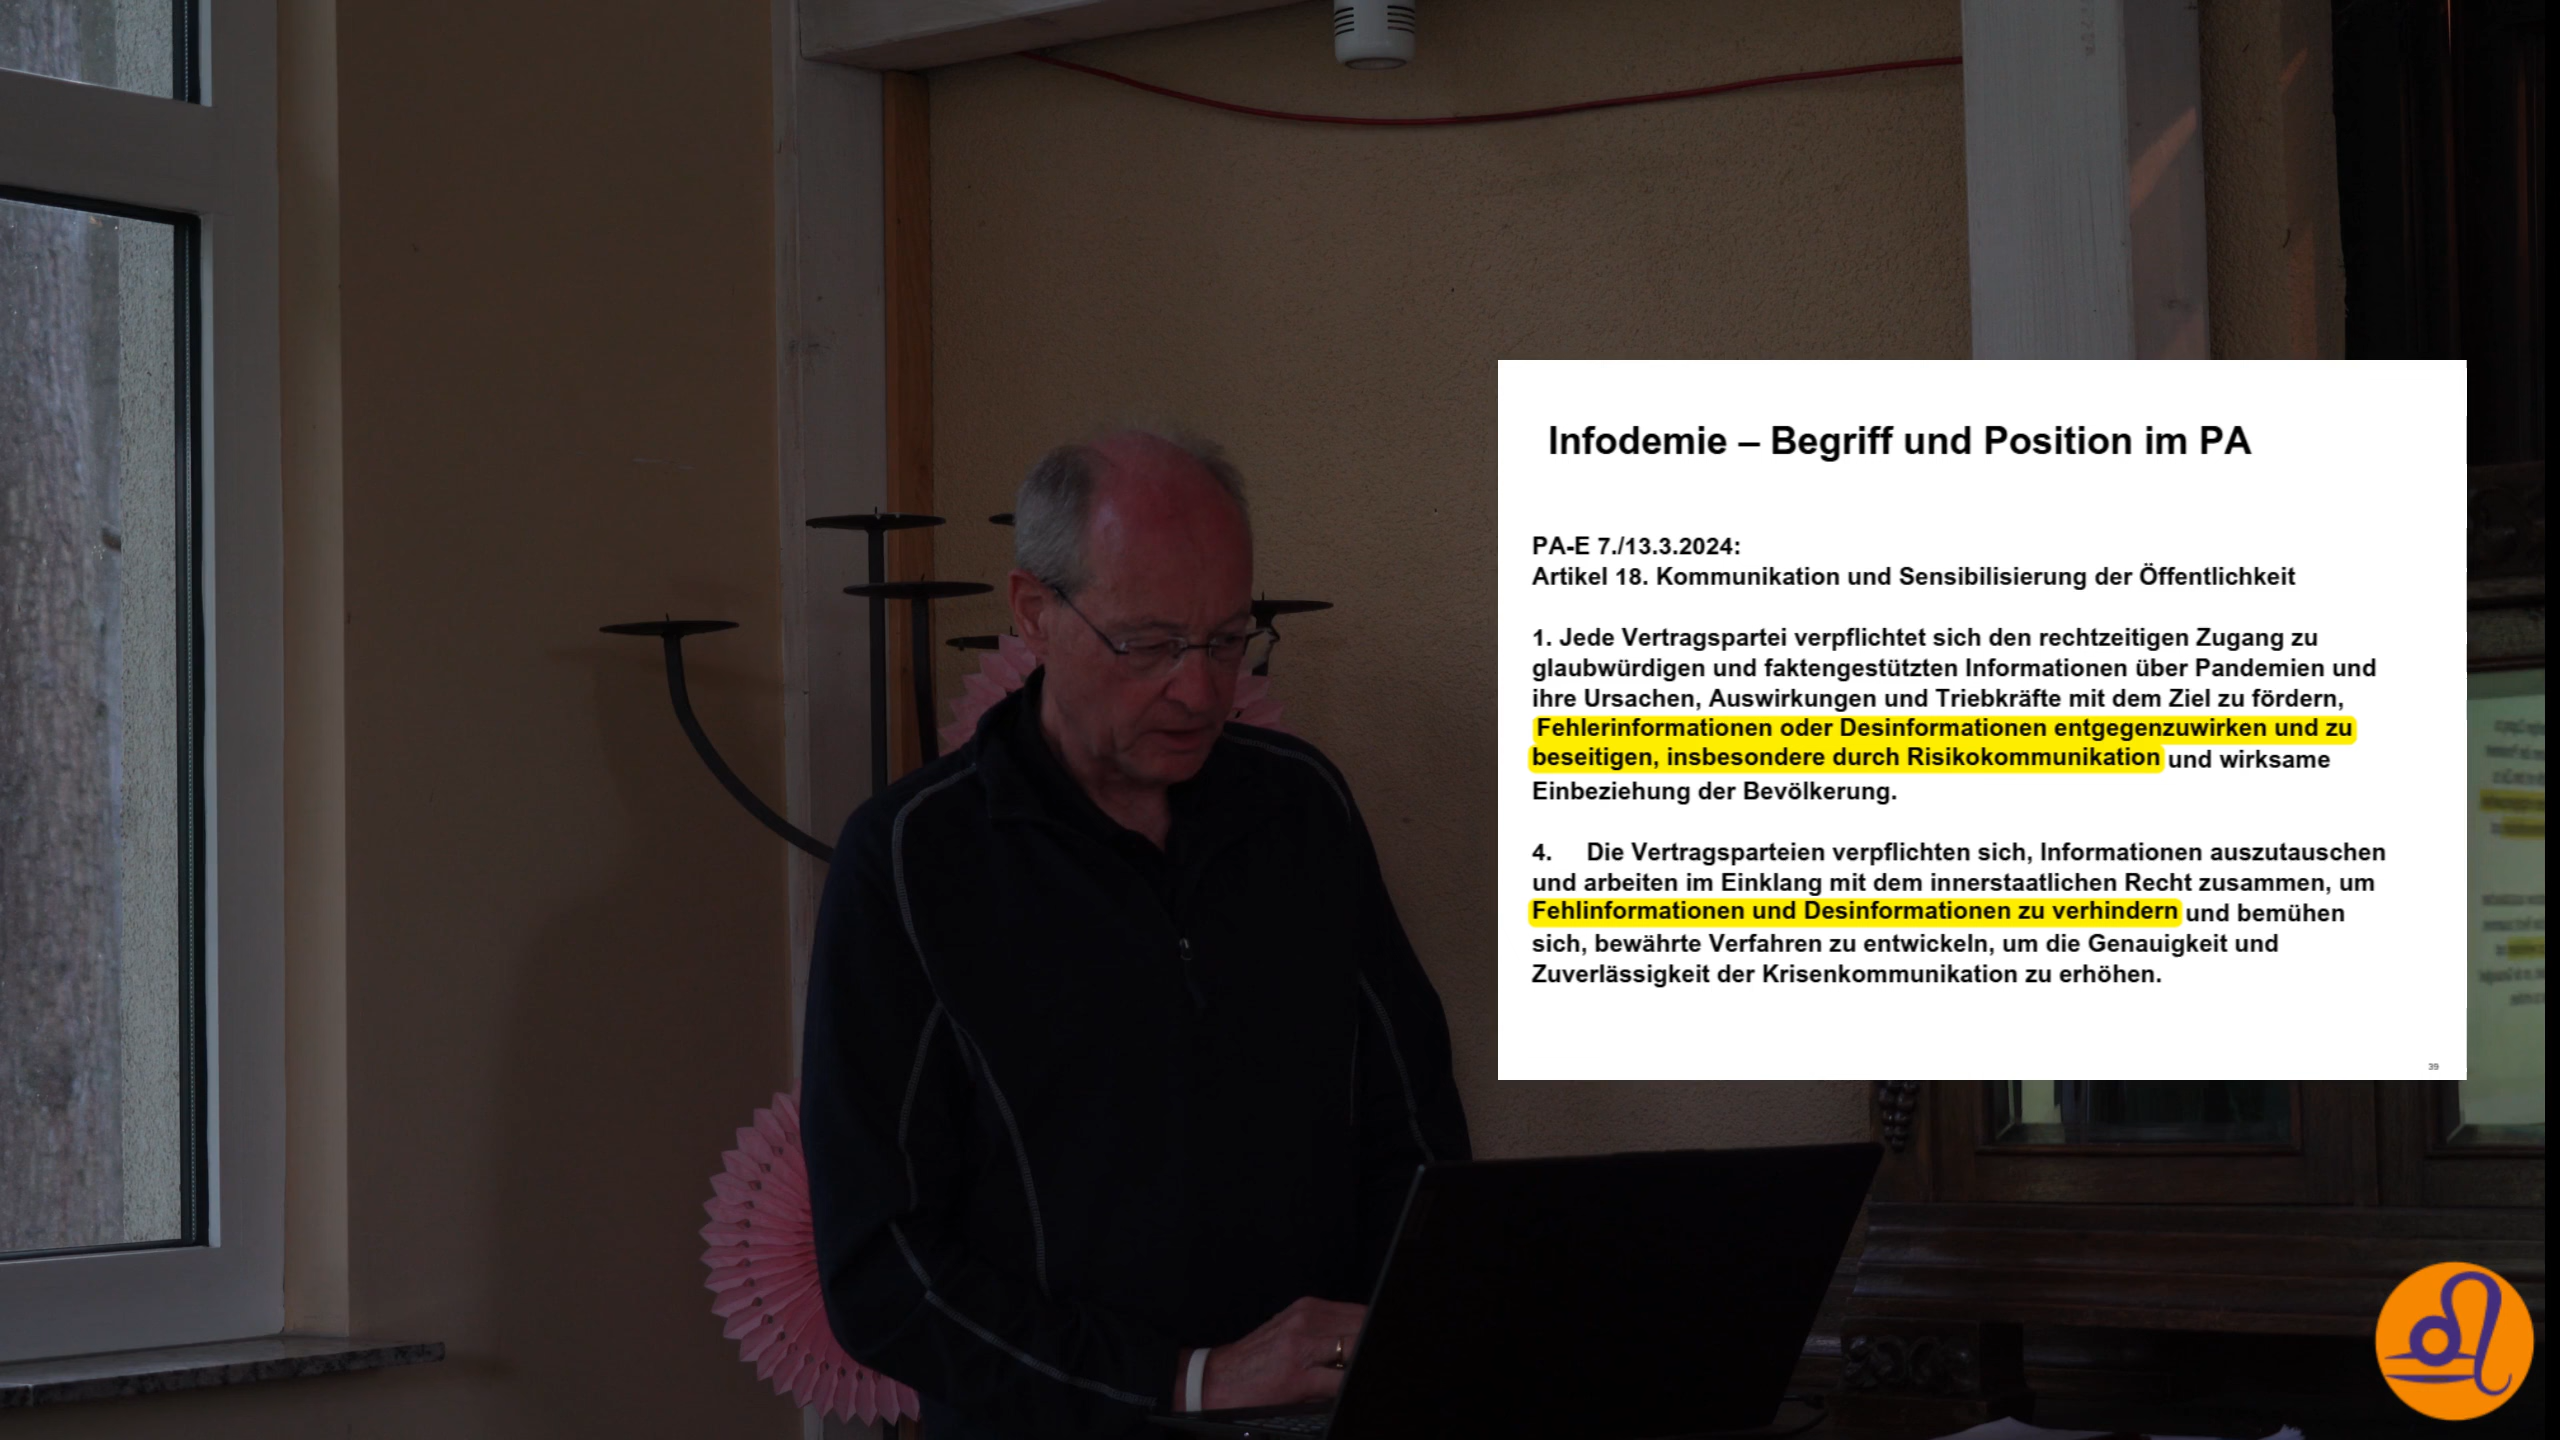 Infodemie – Begriff und Position im PA
PA-E 7./13.3.2024:
Artikel 18. Kommunikation und Sensibilisierung der Öffentlichkeit
1. Jede Vertragspartei verpflichtet sich den rechtzeitigen Zugang zu
glaubwürdigen und faktengestützten Informationen über Pandemien und
ihre Ursachen, Auswirkungen und Triebkräfte mit dem Ziel zu fördern,
Fehlerinformationen oder Desinformationen entgegenzuwirken und zu
beseitigen, insbesondere durch Risikokommunikation und wirksame
Einbeziehung der Bevölkerung.
4. Die Vertragsparteien verpflichten sich, Informationen auszutauschen
und arbeiten im Einklang mit dem innerstaatlichen Recht zusammen, um
Fehlinformationen und Desinformationen zu verhindern und bemühen
sich, bewährte Verfahren zu entwickeln, um die Genauigkeit und
Zuverlässigkeit der Krisenkommunikation zu erhöhen.
39